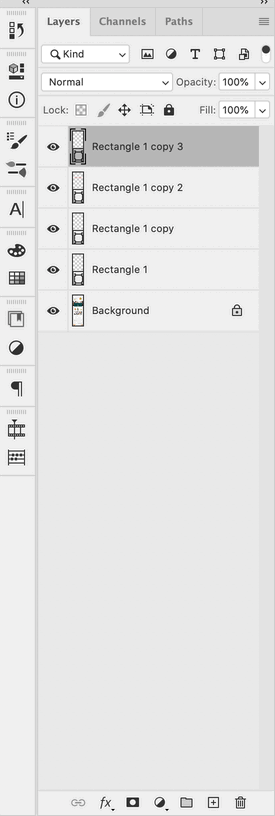 Layers Channels Paths
Kind T
Normal Opacity: 100%
Lock: Fill: 100%
Rectangle 1 copy 3
Rectangle 1 copy 2
Rectangle 1 copy
Rectangle 1
Background
fx